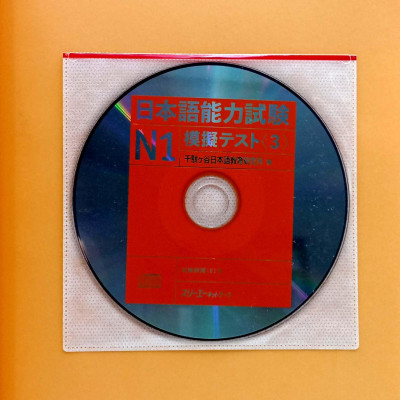 日本語能力試験
N1 模擬テスト〈3〉
千駄ヶ谷日本語教育研究所 著